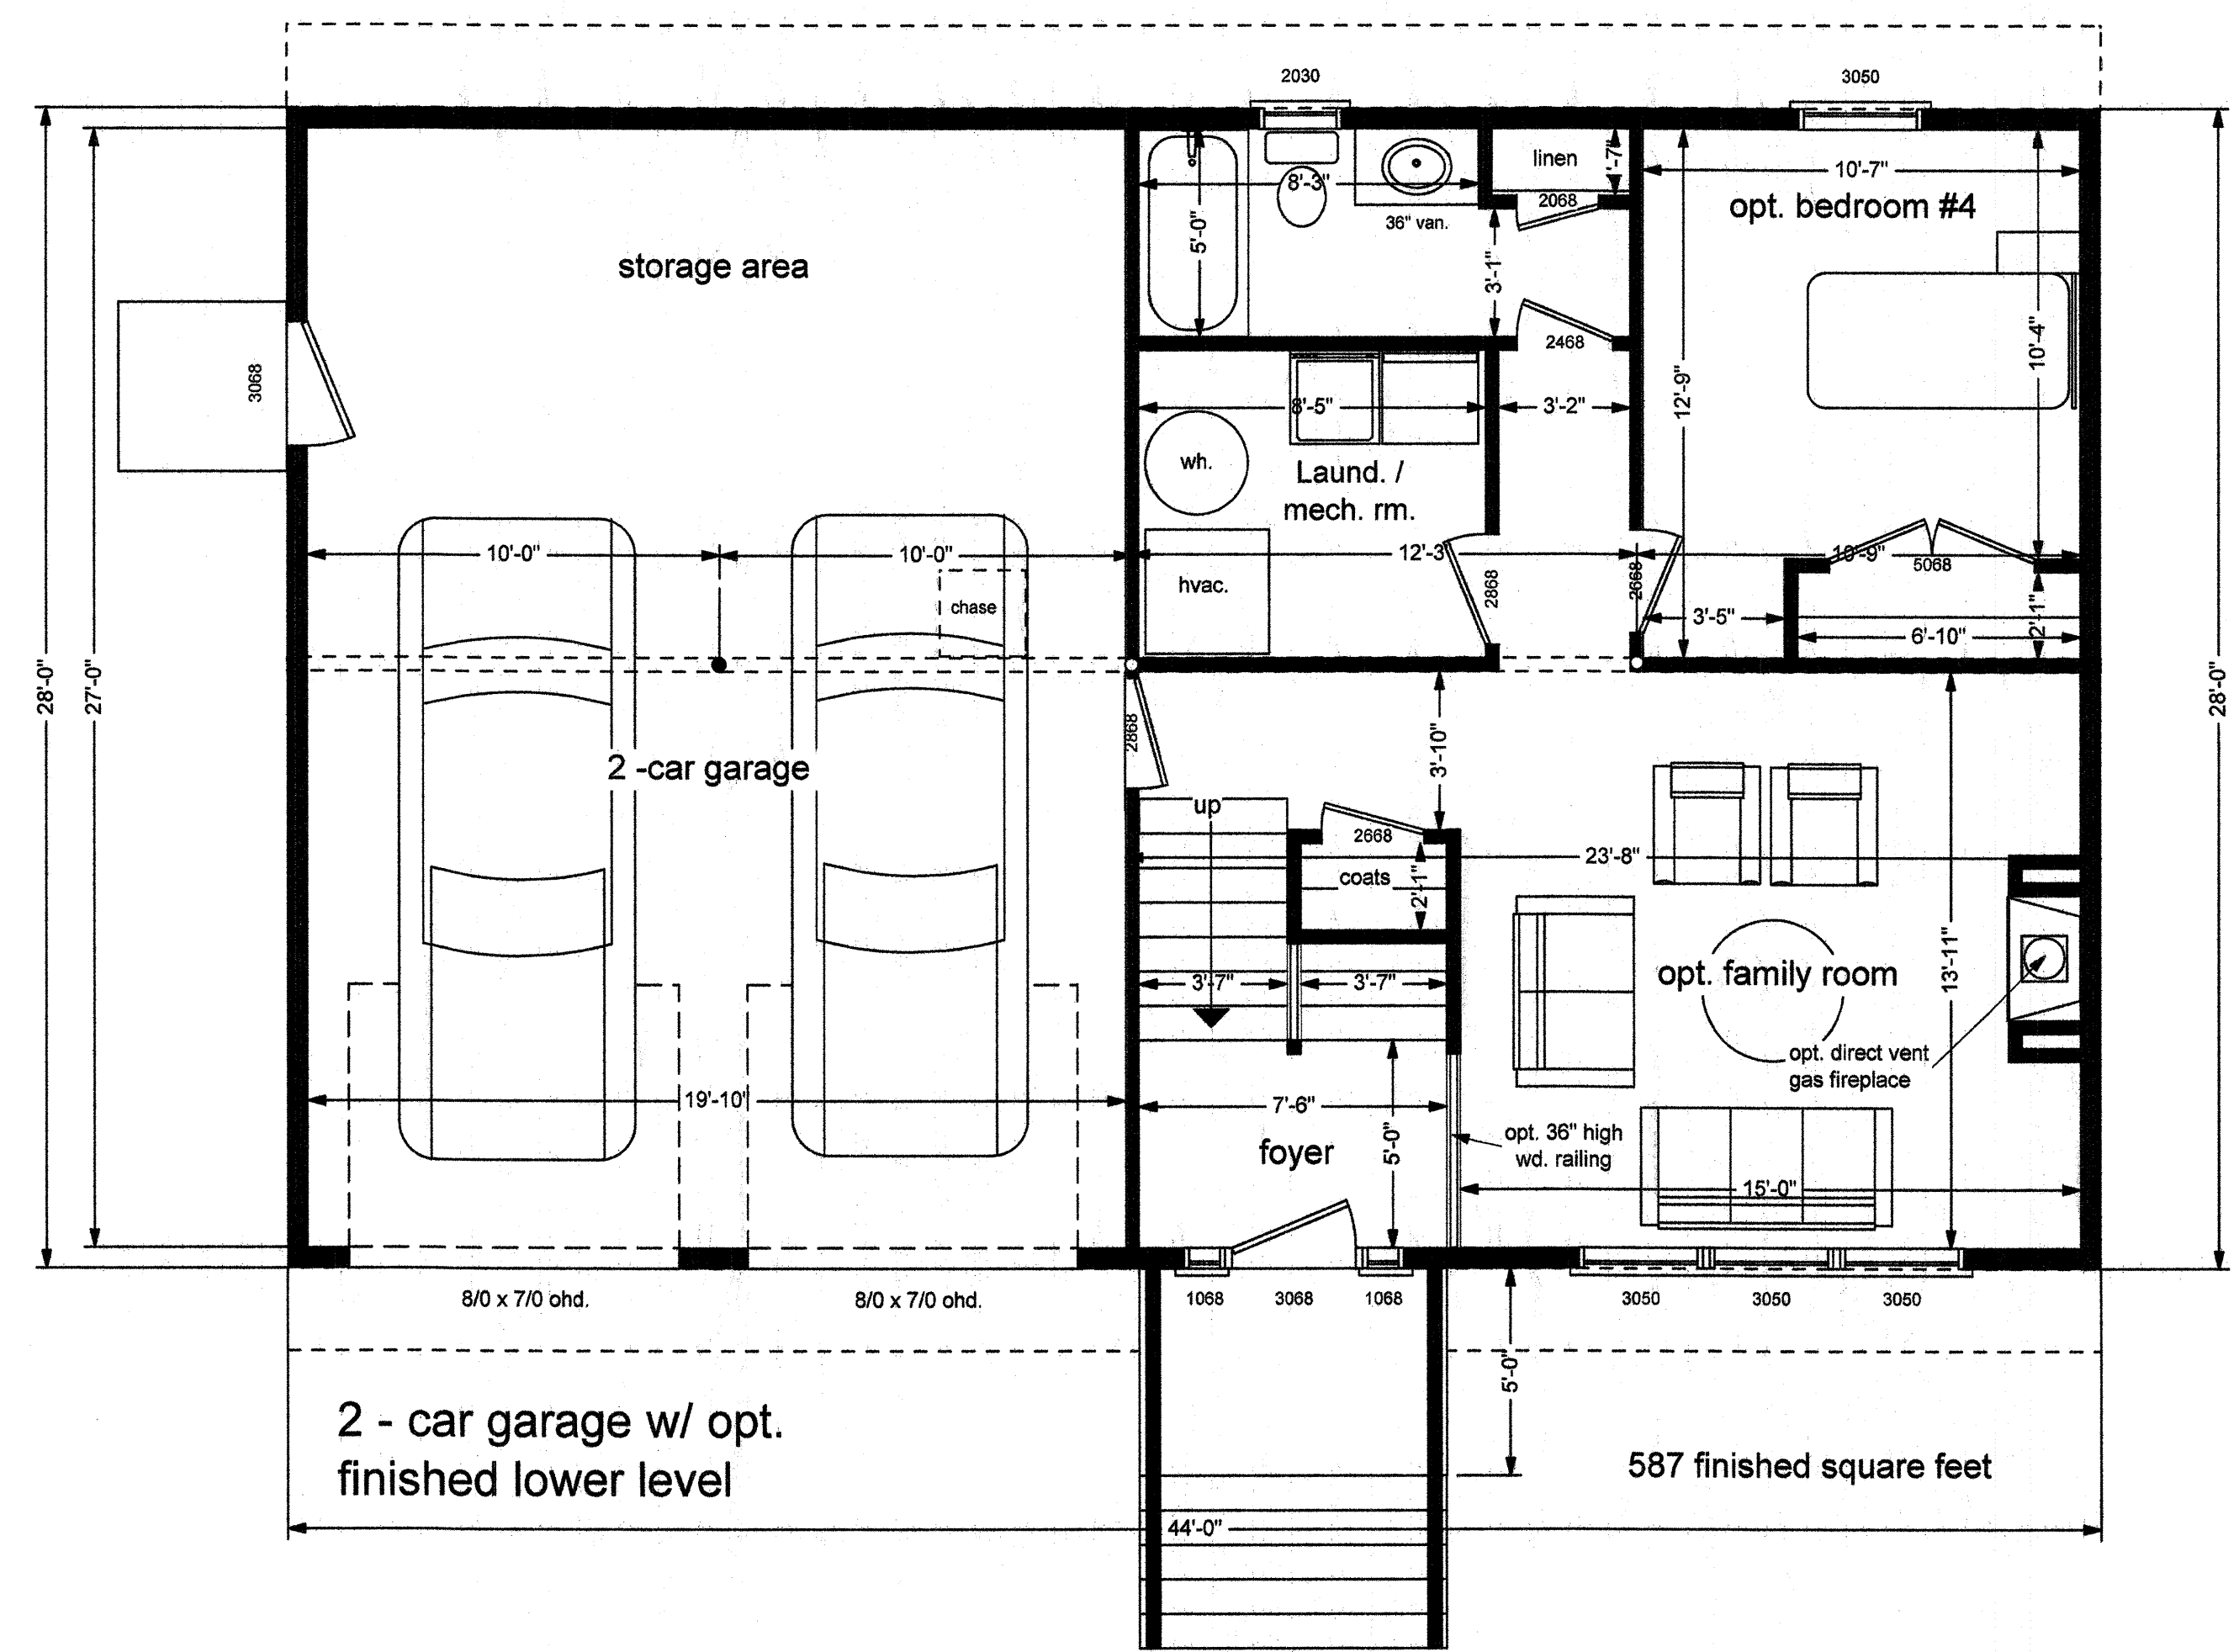 2030
3050
linen
1'-7"
10'-7"
8'-3"
2068
opt. bedroom #4
36" van.
5'-0"
storage area
3'-1"
2468
10'-4"
3068
12'-9"
8'-5"
3'-2"
wh.
Laund. /
mech. rm.
10'-0"
10'-0"
12'-3"
10'-9"
5068
hvac.
2868
2668
chase
3'-5"
2'-1"
6'-10"
28'-0"
27'-0"
28'-0"
2868
3'-10"
2 -car garage
up
2668
23'-8"
coats
2'-1"
13'-11"
opt. family room
3'-7"
3'-7"
opt. direct vent
gas fireplace
19'-10"
7'-6"
opt. 36" high
wd. railing
foyer
5'-0"
15'-0"
8/0 x 7/0 ohd.
8/0 x 7/0 ohd.
1068
3068
1068
3050
3050
3050
5'-0"
2 - car garage w/ opt.
finished lower level
587 finished square feet
44'-0"